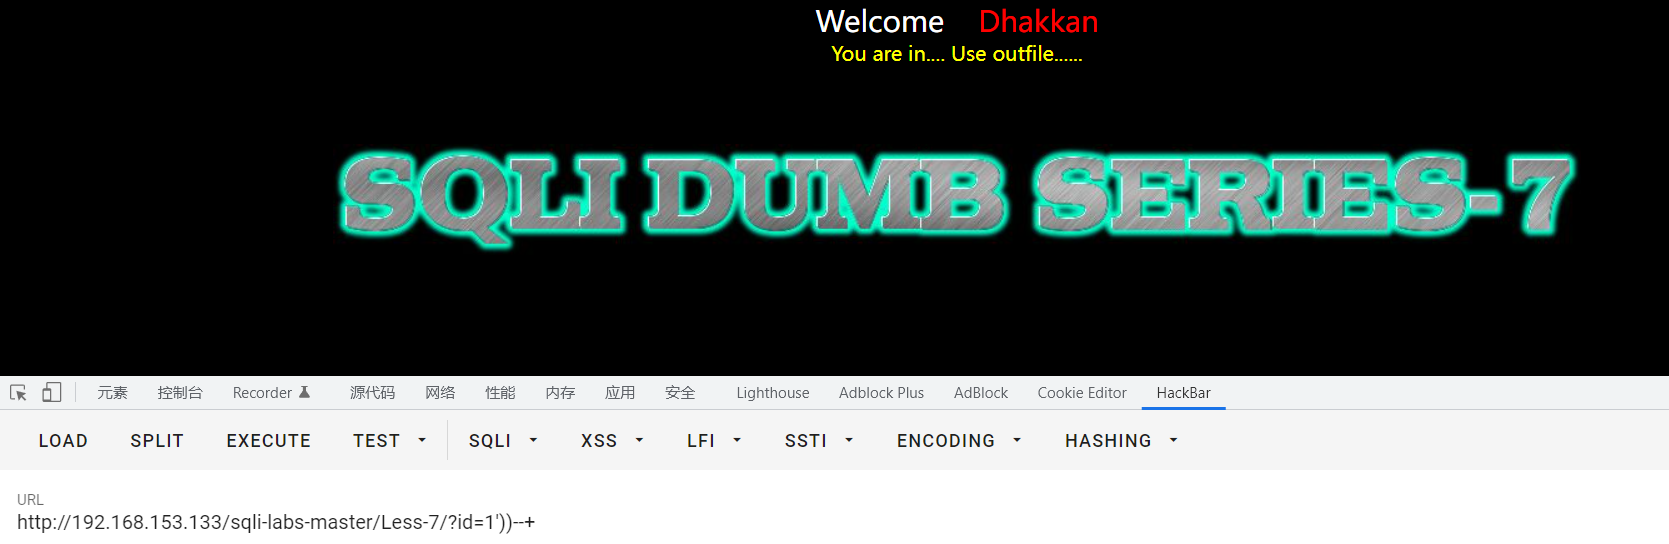 Welcome Dhakkan
You are in.... Use outfile......
SQLI DUMB SERIES-7
元素 控制台 Recorder 源代码 网络 性能 内存 应用 安全 Lighthouse Adblock Plus AdBlock Cookie Editor HackBar
LOAD SPLIT EXECUTE TEST SQLI XSS LFI SSTI ENCODING HASHING
URL
http://192.168.153.133/sqli-labs-master/Less-7/?id=1'))--+